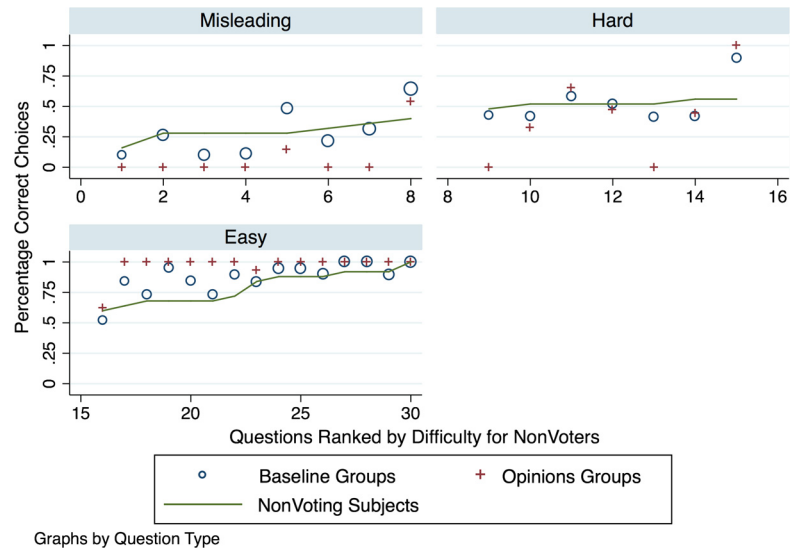 Misleading
Hard
Percentage Correct Choices
1
.75
.5
.25
0
0 2 4 6 8
8 10 12 14 16
Easy
1
.75
.5
.25
0
15 20 25 30
Questions Ranked by Difficulty for NonVoters
Baseline Groups
Opinions Groups
NonVoting Subjects
Graphs by Question Type